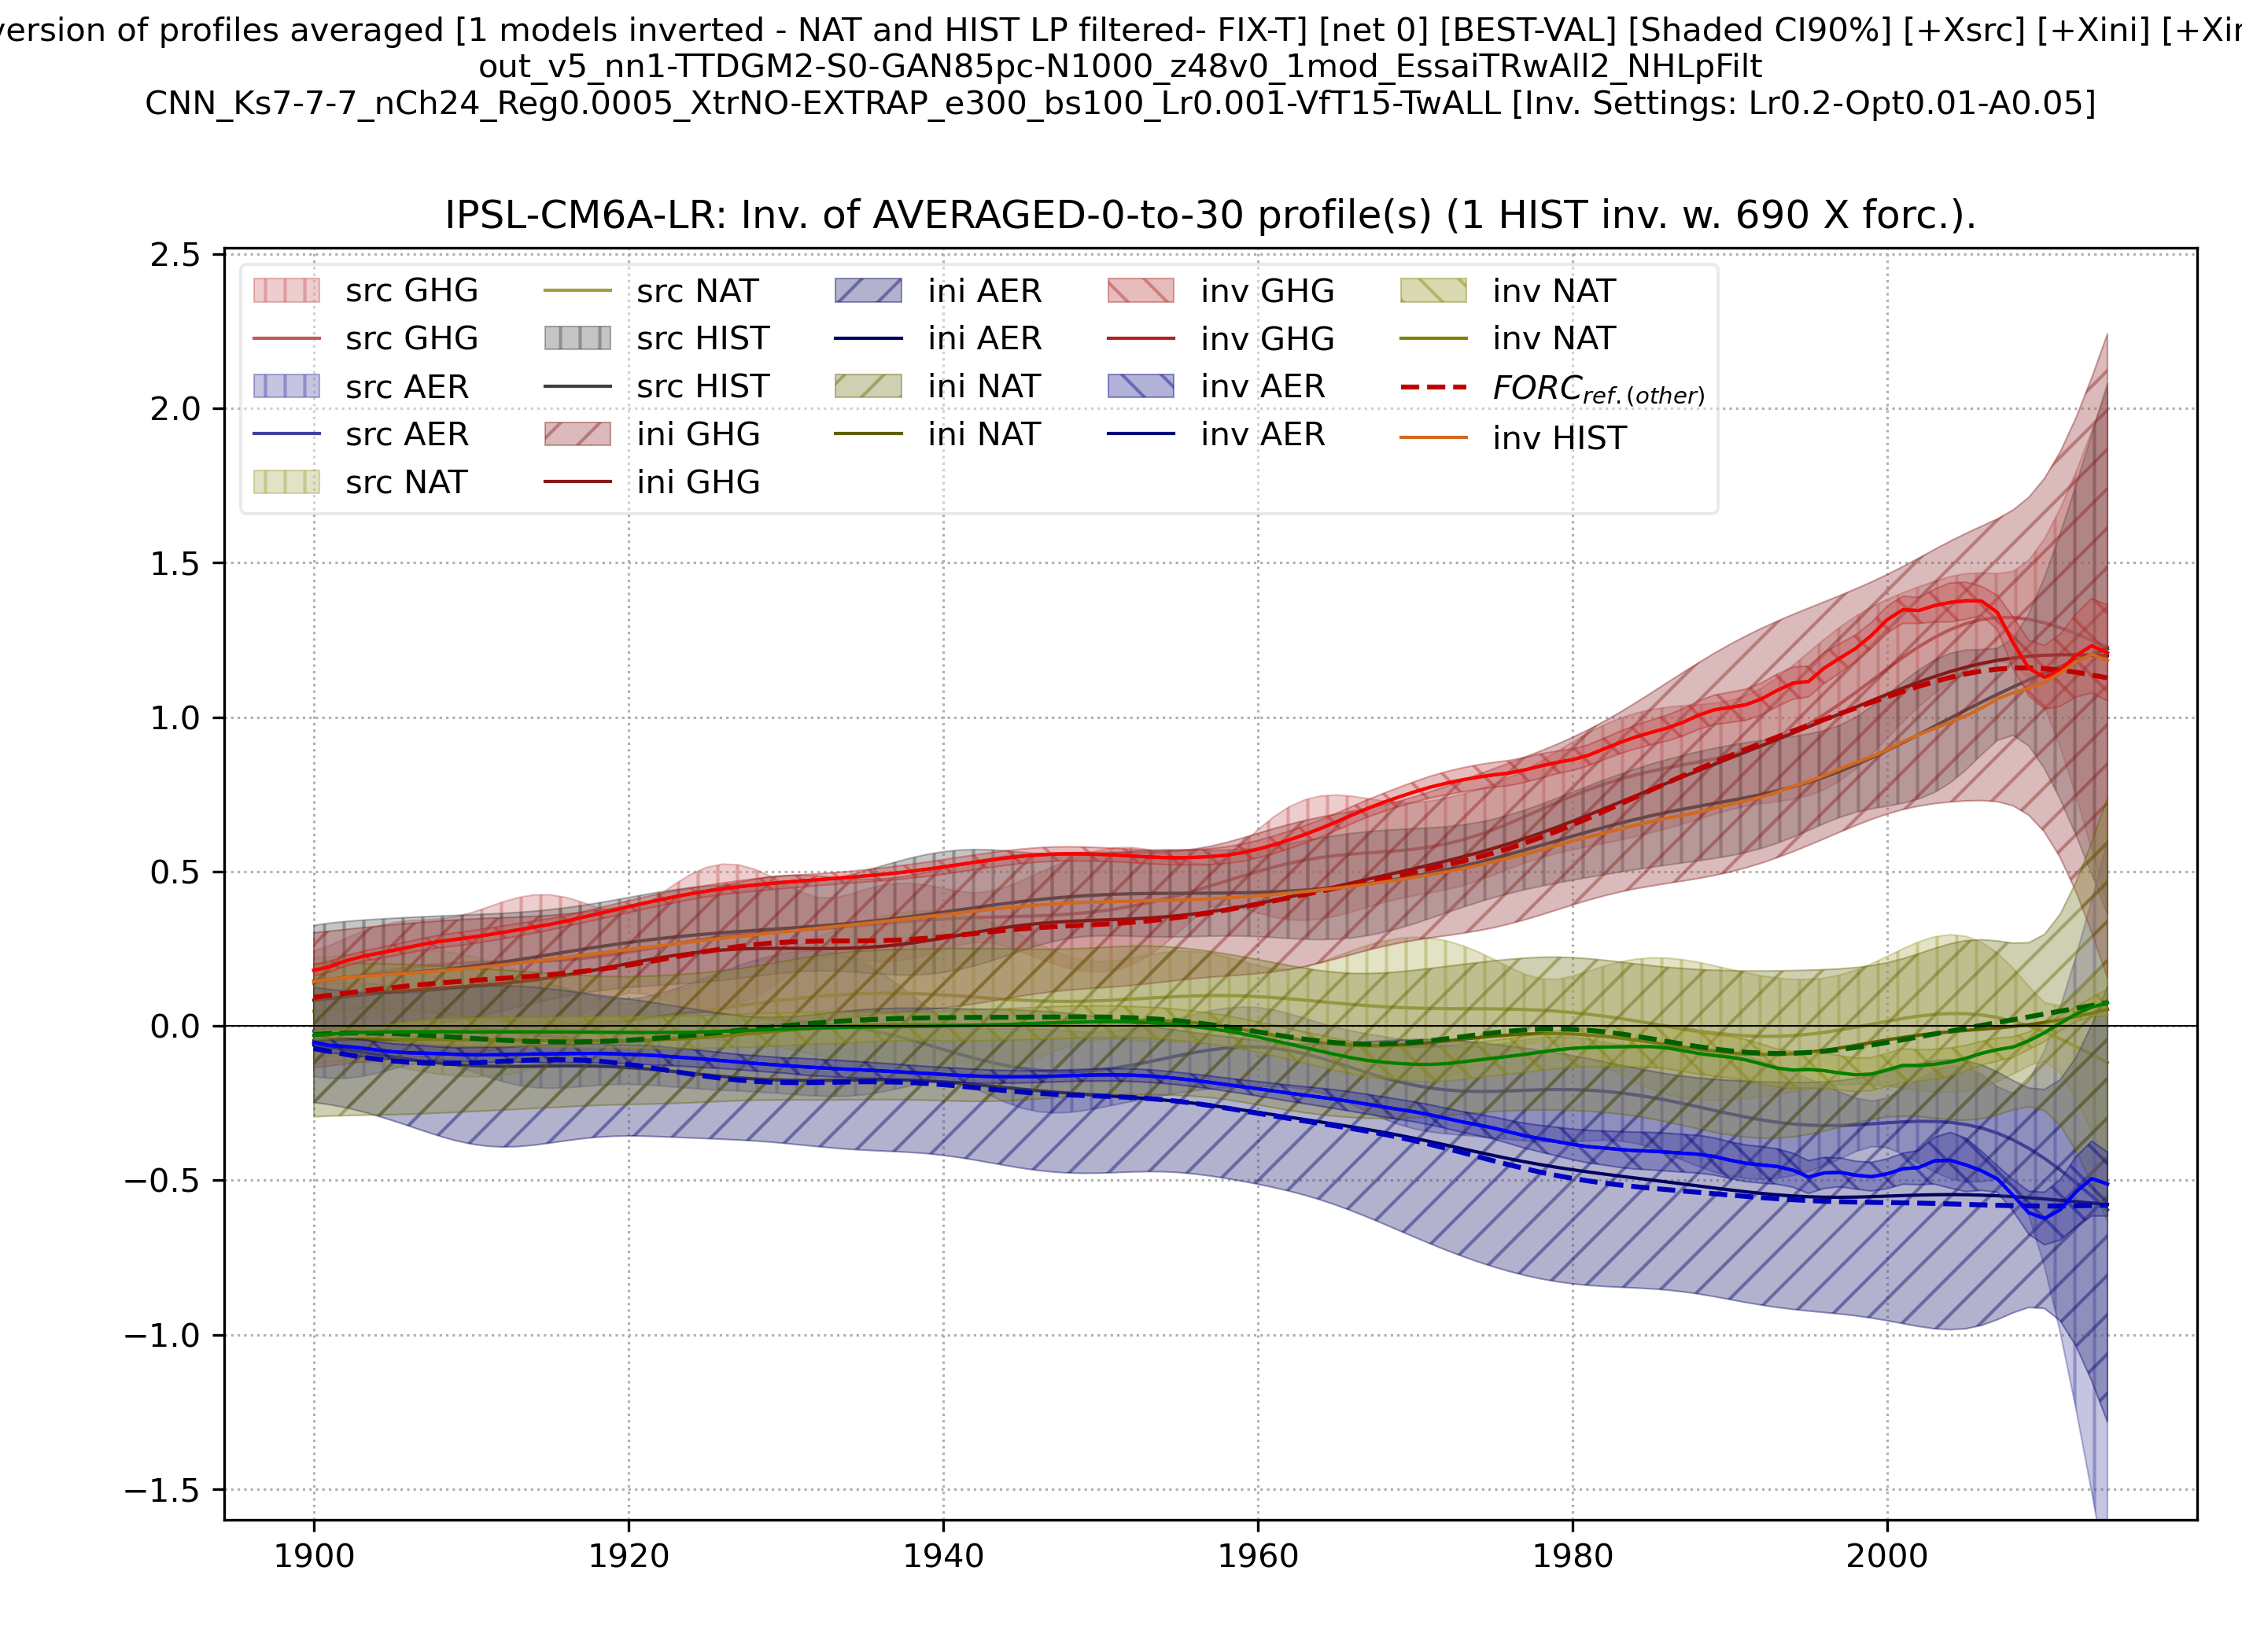 version of profiles averaged [1 models inverted - NAT and HIST LP filtered- FIX-T] [net 0] [BEST-VAL] [Shaded CI90%] [+Xsrc] [+Xini] [+Xin
out_v5_nn1-TTDGM2-S0-GAN85pc-N1000_z48v0_1mod_EssaiTRwAll2_NHLpFilt
CNN_Ks7-7-7_nCh24_Reg0.0005_XtrNO-EXTRAP_e300_bs100_Lr0.001-VfT15-TwALL [Inv. Settings: Lr0.2-Opt0.01-A0.05]
IPSL-CM6A-LR: Inv. of AVERAGED-0-to-30 profile(s) (1 HIST inv. w. 690 X forc.).
src GHG
src GHG
src AER
src AER
src NAT
src NAT
src HIST
src HIST
ini GHG
ini GHG
ini AER
ini AER
ini NAT
ini NAT
inv GHG
inv GHG
inv AER
inv AER
inv NAT
inv NAT
FORC ref.(other)
inv HIST
2.5
2.0
1.5
1.0
0.5
0.0
−0.5
−1.0
−1.5
1900 1920 1940 1960 1980 2000